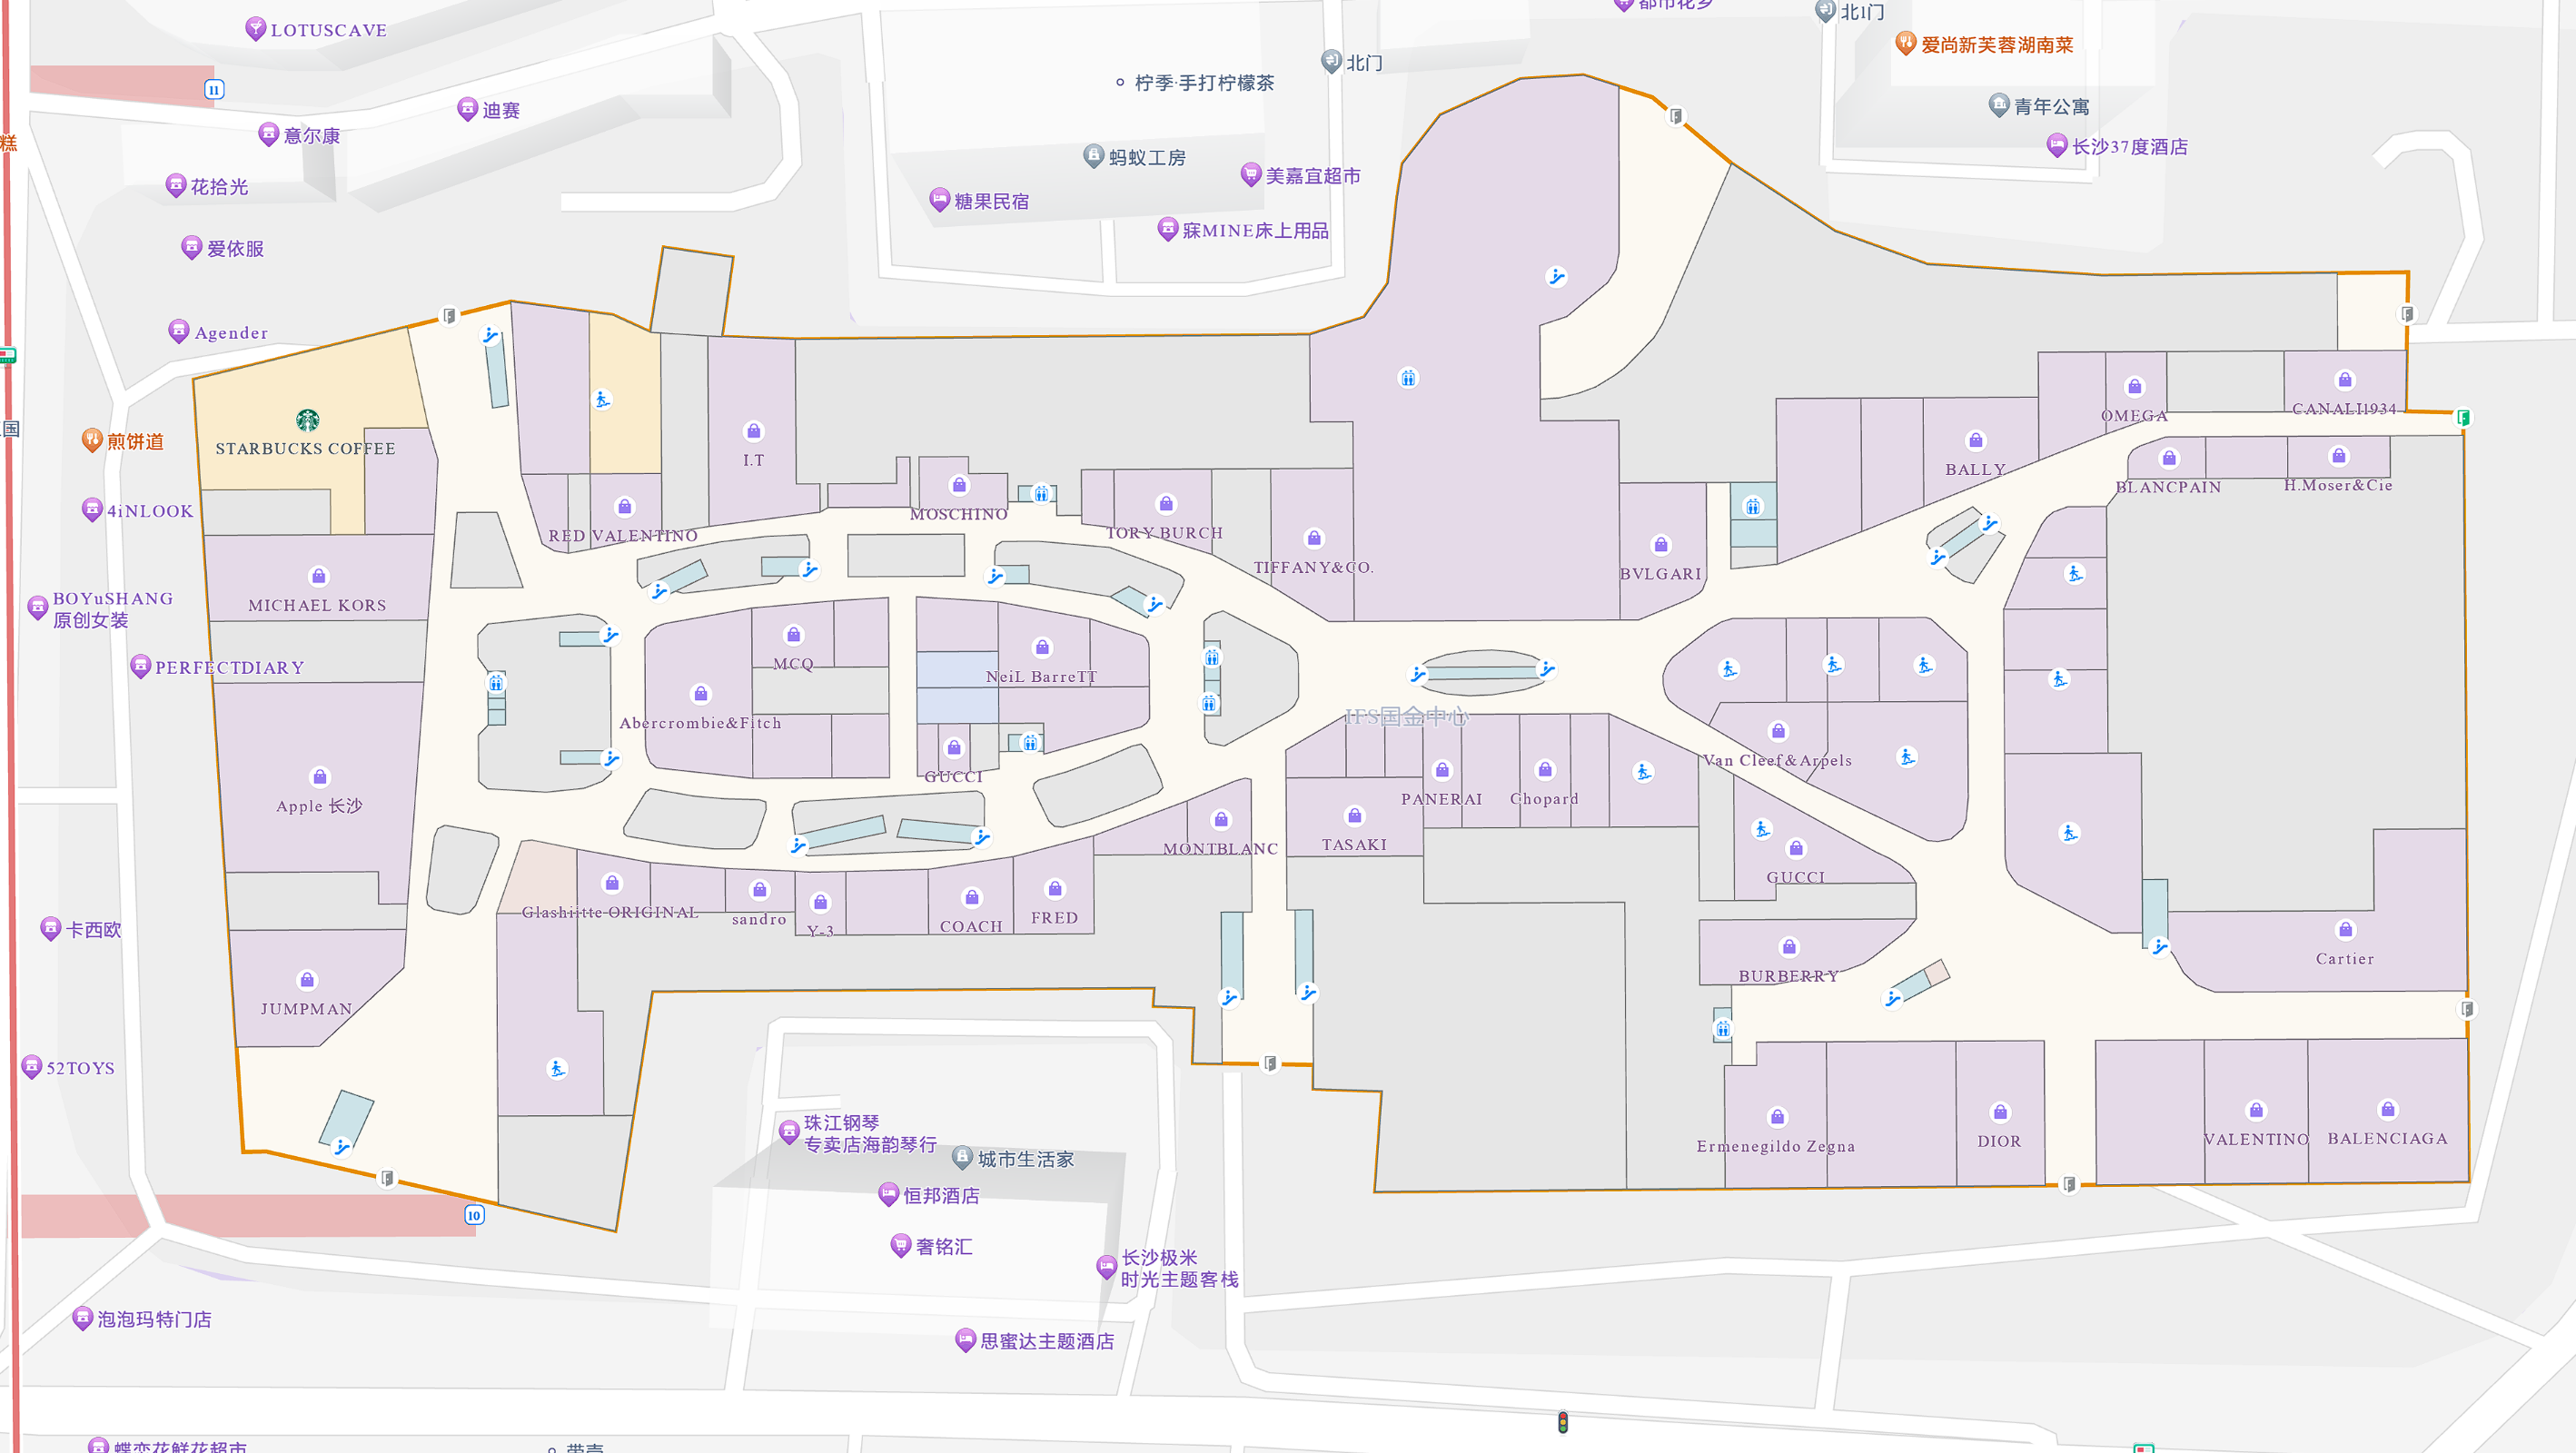 都市花乡
北1门
LOTUSCAVE
爱尚新芙蓉湖南菜
北门
柠季·手打柠檬茶
11
迪赛
青年公寓
意尔康
糕
长沙37度酒店
蚂蚁工房
美嘉宜超市
花拾光
糖果民宿
寐MINE床上用品
爱依服
Agender
CANALI1934
OMEGA
国
煎饼道
STARBUCKS COFFEE
I.T
BALLY
H.Moser&Cie
BLANCPAIN
4iNLOOK
MOSCHINO
RED VALENTINO
TORY BURCH
TIFFANY&CO.
BVLGARI
BOYuSHANG
原创女装
MICHAEL KORS
PERFECTDIARY
MCQ
NeiL BarreTT
Abercrombie&Fitch
IFS国金中心
Van Cleef&Arpels
GUCCI
PANERAI
Chopard
Apple 长沙
MONTBLANC
TASAKI
GUCCI
Glashiitte ORIGINAL
sandro
Y-3
COACH
FRED
卡西欧
Cartier
BURBERRY
JUMPMAN
52TOYS
珠江钢琴
专卖店海韵琴行
Ermenegildo Zegna
DIOR
VALENTINO
BALENCIAGA
城市生活家
恒邦酒店
10
奢铭汇
长沙极米
时光主题客栈
泡泡玛特门店
思蜜达主题酒店